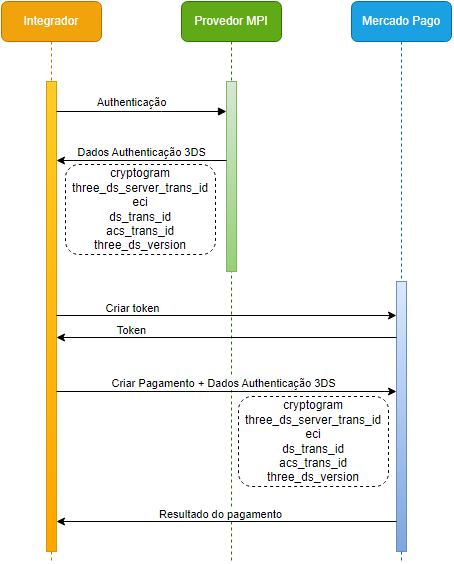 Integrador
Provedor MPI
Mercado Pago
Authenticação
Dados Authenticação 3DS
cryptogram
three_ds_server_trans_id
eci
ds_trans_id
acs_trans_id
three_ds_version
Criar token
Token
Criar Pagamento + Dados Authenticação 3DS
cryptogram
three_ds_server_trans_id
eci
ds_trans_id
acs_trans_id
three_ds_version
Resultado do pagamento